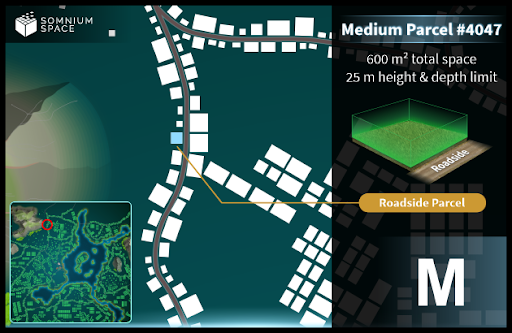 SOMNIUM
SPACE
Medium Parcel #4047
600 m² total space
25 m height & depth limit
Roadside
Roadside Parcel
M